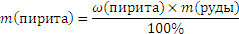 m(пирита) = ω(пирита) × m(руды) / 100%